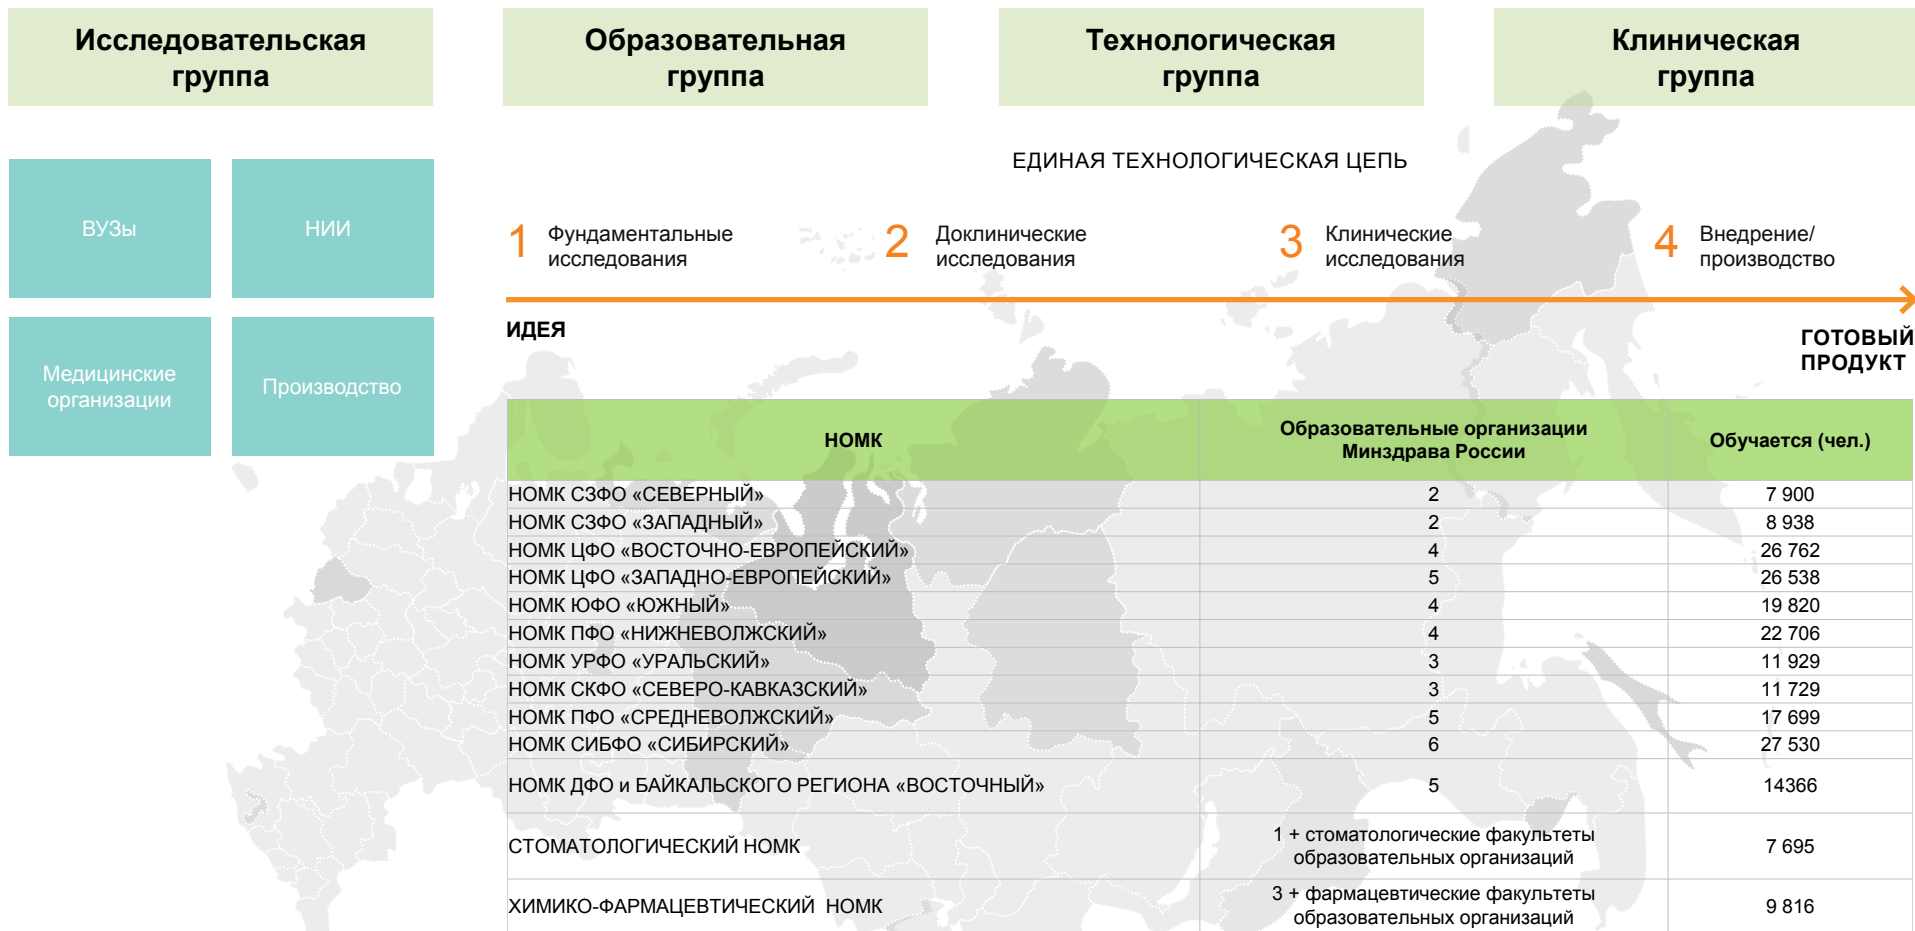 Исследовательская
группа
Образовательная
группа
Технологическая
группа
Клиническая
группа
ВУЗы
НИИ
Медицинские
организации
Производство
ЕДИНАЯ ТЕХНОЛОГИЧЕСКАЯ ЦЕПЬ
1 Фундаментальные
исследования
2 Доклинические
исследования
3 Клинические
исследования
4 Внедрение/
производство
ИДЕЯ
ГОТОВЫЙ
ПРОДУКТ
НОМК
Образовательные организации
Минздрава России
Обучается (чел.)
НОМК СЗФО «СЕВЕРНЫЙ» 2 7 900
НОМК СЗФО «ЗАПАДНЫЙ» 2 8 938
НОМК ЦФО «ВОСТОЧНО-ЕВРОПЕЙСКИЙ» 4 26 762
НОМК ЦФО «ЗАПАДНО-ЕВРОПЕЙСКИЙ» 5 26 538
НОМК ЮФО «ЮЖНЫЙ» 4 19 820
НОМК ПФО «НИЖНЕВОЛЖСКИЙ» 4 22 706
НОМК УРФО «УРАЛЬСКИЙ» 3 11 929
НОМК СКФО «СЕВЕРО-КАВКАЗСКИЙ» 3 11 729
НОМК ПФО «СРЕДНЕВОЛЖСКИЙ» 5 17 699
НОМК СИБФО «СИБИРСКИЙ» 6 27 530
НОМК ДФО и БАЙКАЛЬСКОГО РЕГИОНА «ВОСТОЧНЫЙ» 5 14366
СТОМАТОЛОГИЧЕСКИЙ НОМК
1 + стоматологические факультеты
образовательных организаций
7 695
ХИМИКО-ФАРМАЦЕВТИЧЕСКИЙ НОМК
3 + фармацевтические факультеты
образовательных организаций
9 816